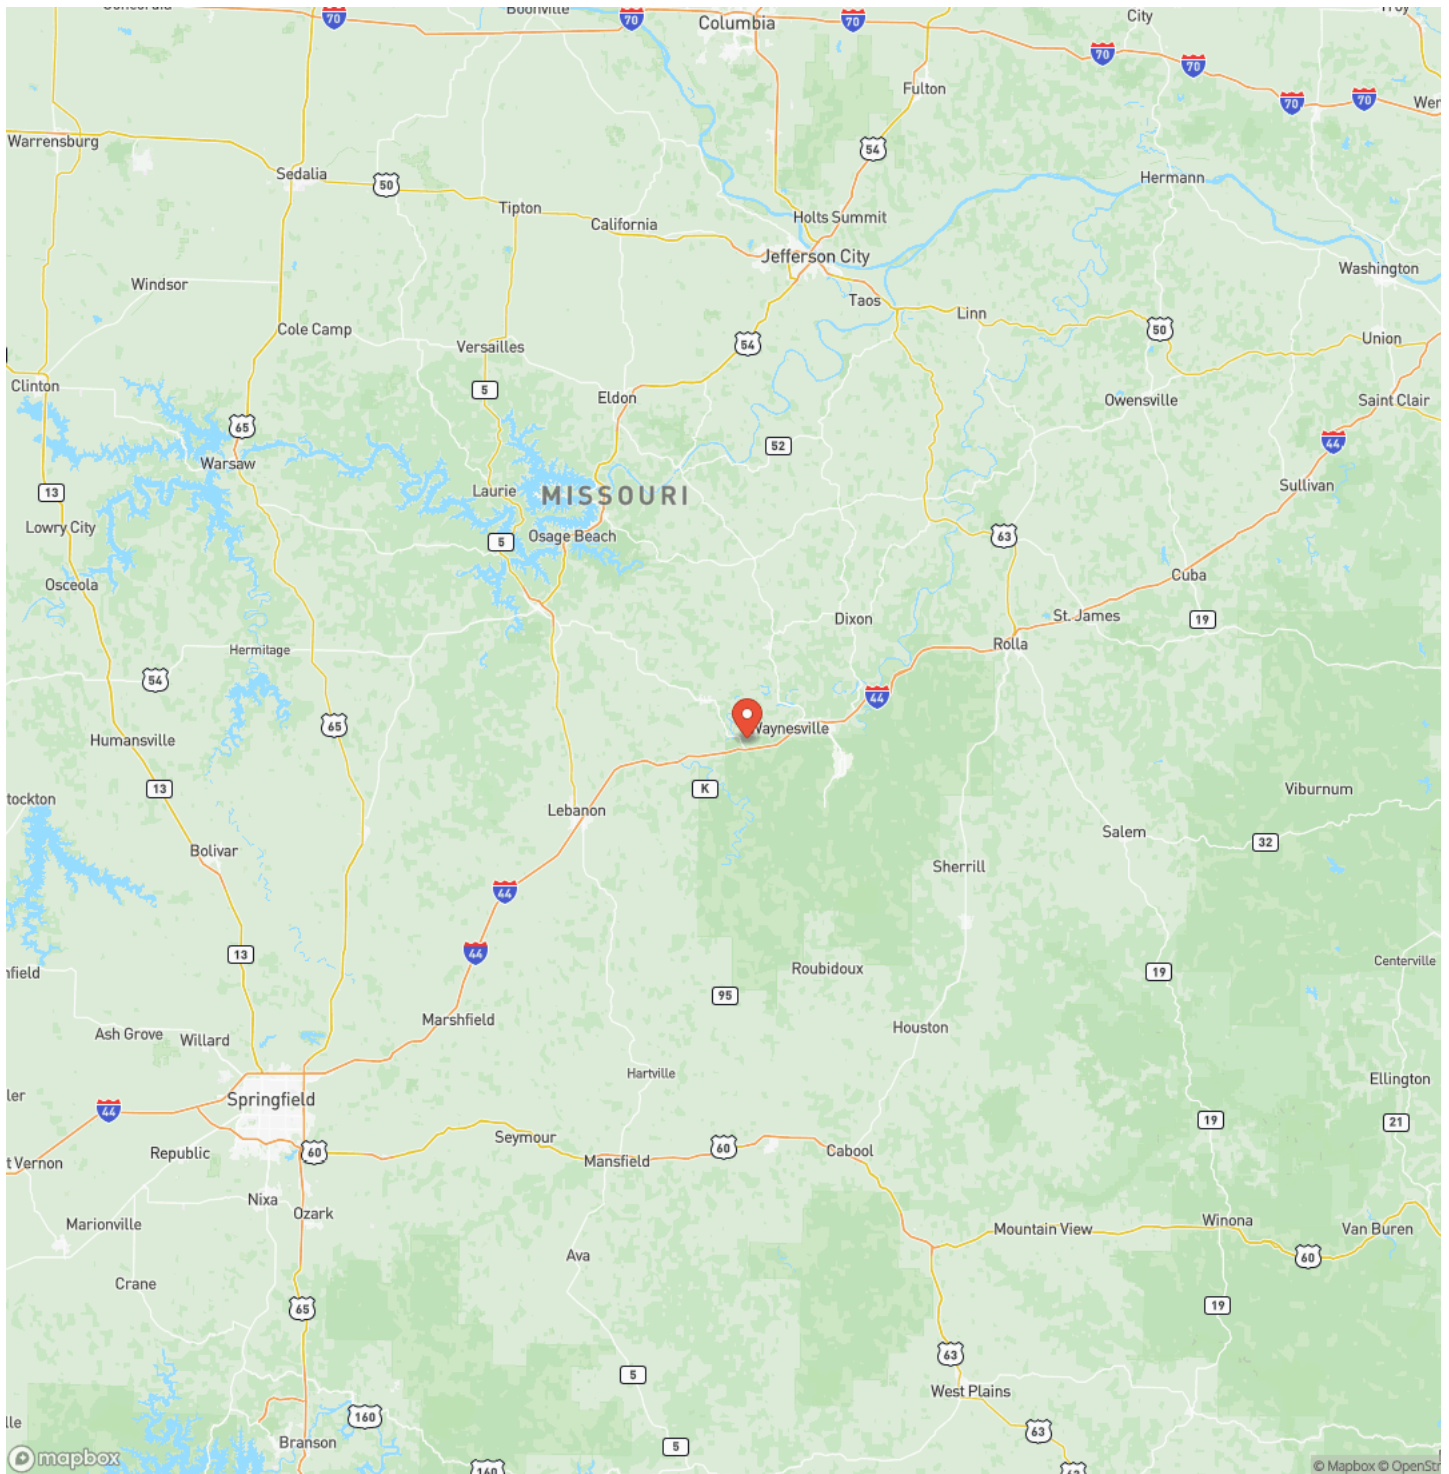 Concordia
Boonville
Columbia
City
Troy
70
70
70
70
70
70
70
Wer
Fulton
Warrensburg
54
Sedalia
50
Hermann
Tipton
California
Holts Summit
Jefferson City
Washington
Windsor
Taos
Linn
Cole Camp
50
Versailles
54
Union
Clinton
5
Eldon
Owensville
Saint Clair
65
52
44
Warsaw
13
Laurie
MISSOURI
Sullivan
Lowry City
Osage Beach
5
63
Osceola
Cuba
Dixon
St. James
19
Hermitage
Rolla
54
44
65
Waynesville
Humansville
13
K
Viburnum
tockton
Lebanon
Salem
32
Bolivar
Sherrill
44
13
44
Roubidoux
Centerville
nfield
19
95
Marshfield
Houston
Ash Grove
Willard
Hartville
Ellington
ler
Springfield
44
19
21
Seymour
60
Republic
60
Cabool
t Vernon
Mansfield
Nixa
Ozark
Marionville
Winona
Mountain View
Van Buren
Ava
60
Crane
65
19
63
5
West Plains
lle
160
63
Branson
5
mapbox
160
63
© Mapbox © OpenStr